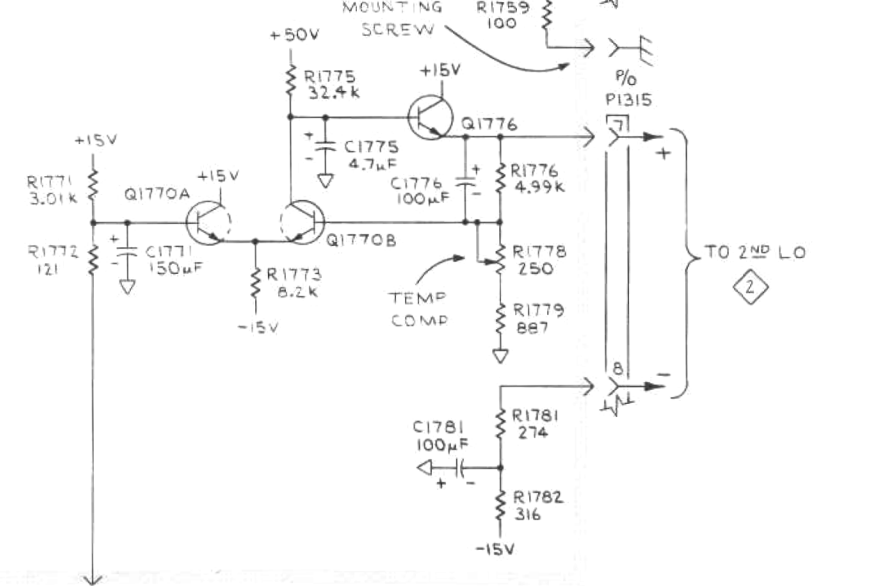 MOUNTING
SCREW
R1759
100
+50V
R1775
32.4k
+15V
P/O
P1315
Q1776
7
+
+15V
+
-
C1775
4.7µF
R1771
3.01k
Q1770A
+15V
C1776
100µF
+
-
R1776
4.99K
R1772
121
+
-
C1771
150µF
Q1770B
R1773
8.2k
-15V
R1778
250
TO 2ND LO
2
TEMP
COMP
R1779
887
8
-
C1781
100µF
+ -
R1781
274
R1782
316
-15V